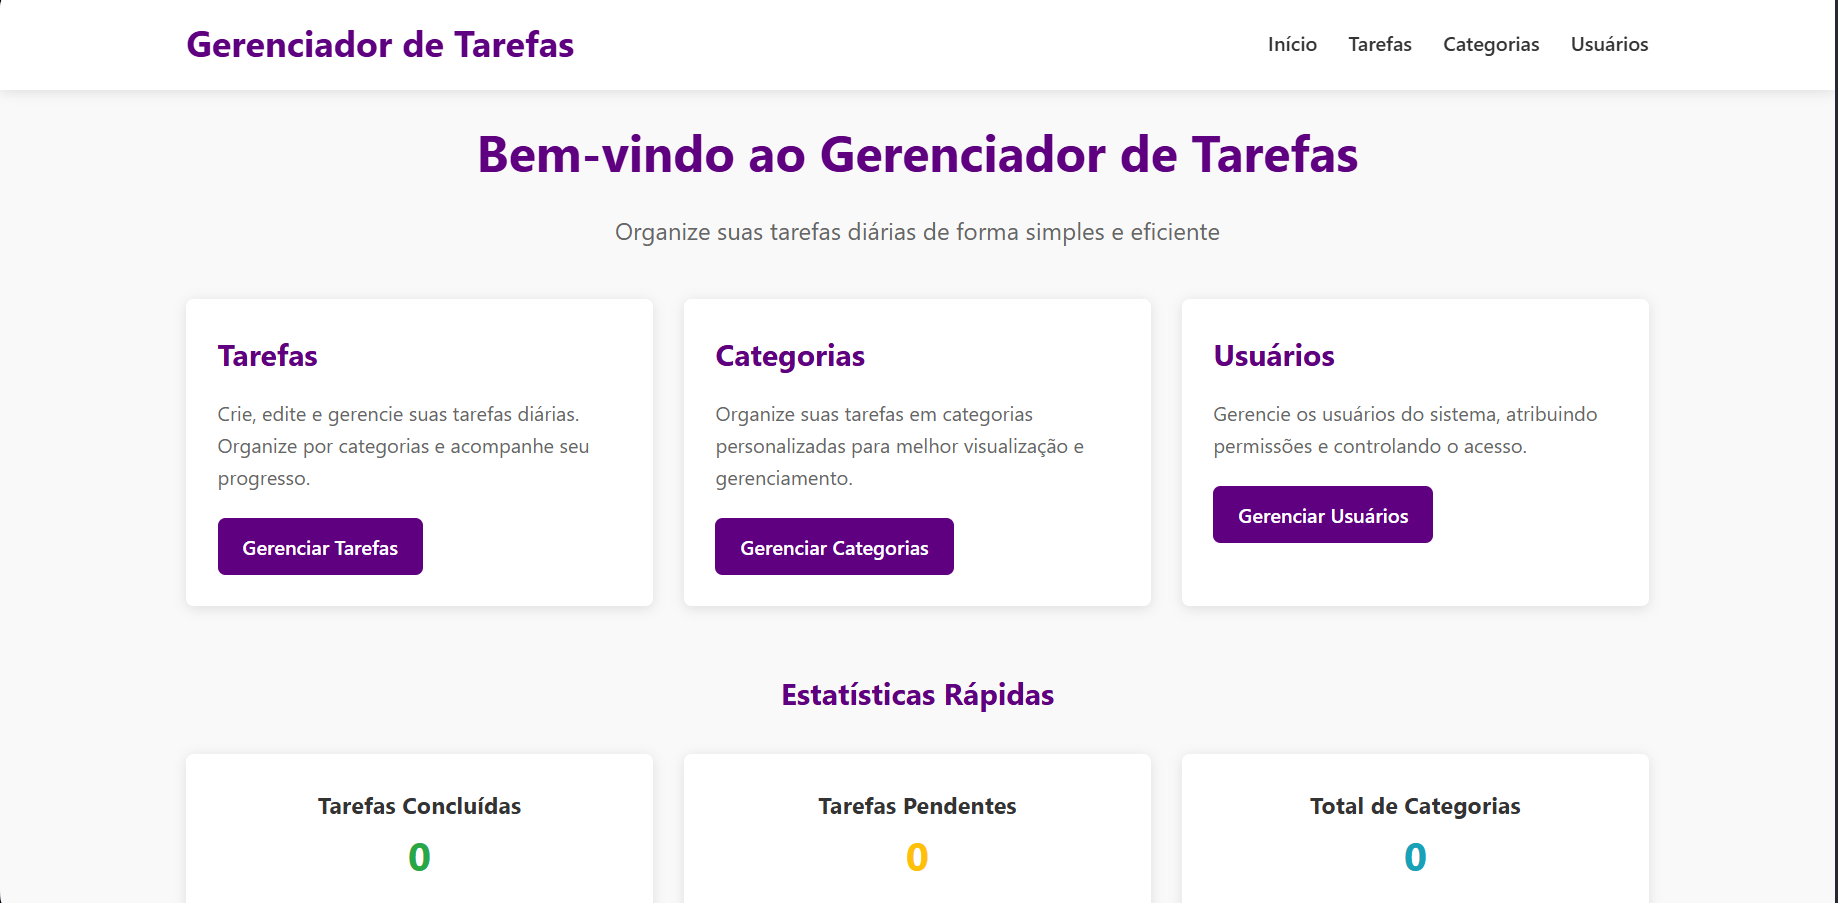 Gerenciador de Tarefas
Início Tarefas Categorias Usuários
Bem-vindo ao Gerenciador de Tarefas
Organize suas tarefas diárias de forma simples e eficiente
Tarefas
Crie, edite e gerencie suas tarefas diárias.
Organize por categorias e acompanhe seu
progresso.
Gerenciar Tarefas
Categorias
Organize suas tarefas em categorias
personalizadas para melhor visualização e
gerenciamento.
Gerenciar Categorias
Usuários
Gerencie os usuários do sistema, atribuindo
permissões e controlando o acesso.
Gerenciar Usuários
Estatísticas Rápidas
Tarefas Concluídas
0
Tarefas Pendentes
0
Total de Categorias
0